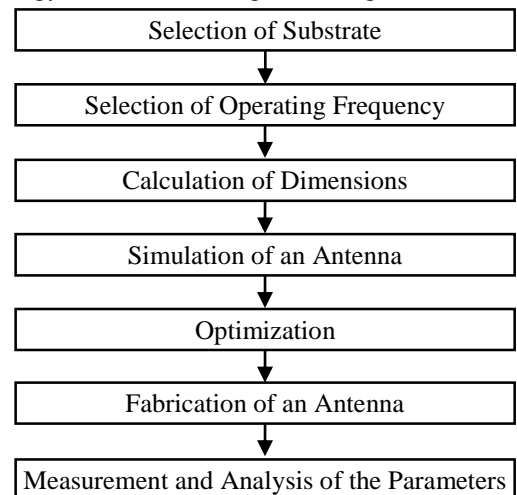 Selection of Substrate
Selection of Operating Frequency
Calculation of Dimensions
Simulation of an Antenna
Optimization
Fabrication of an Antenna
Measurement and Analysis of the Parameters